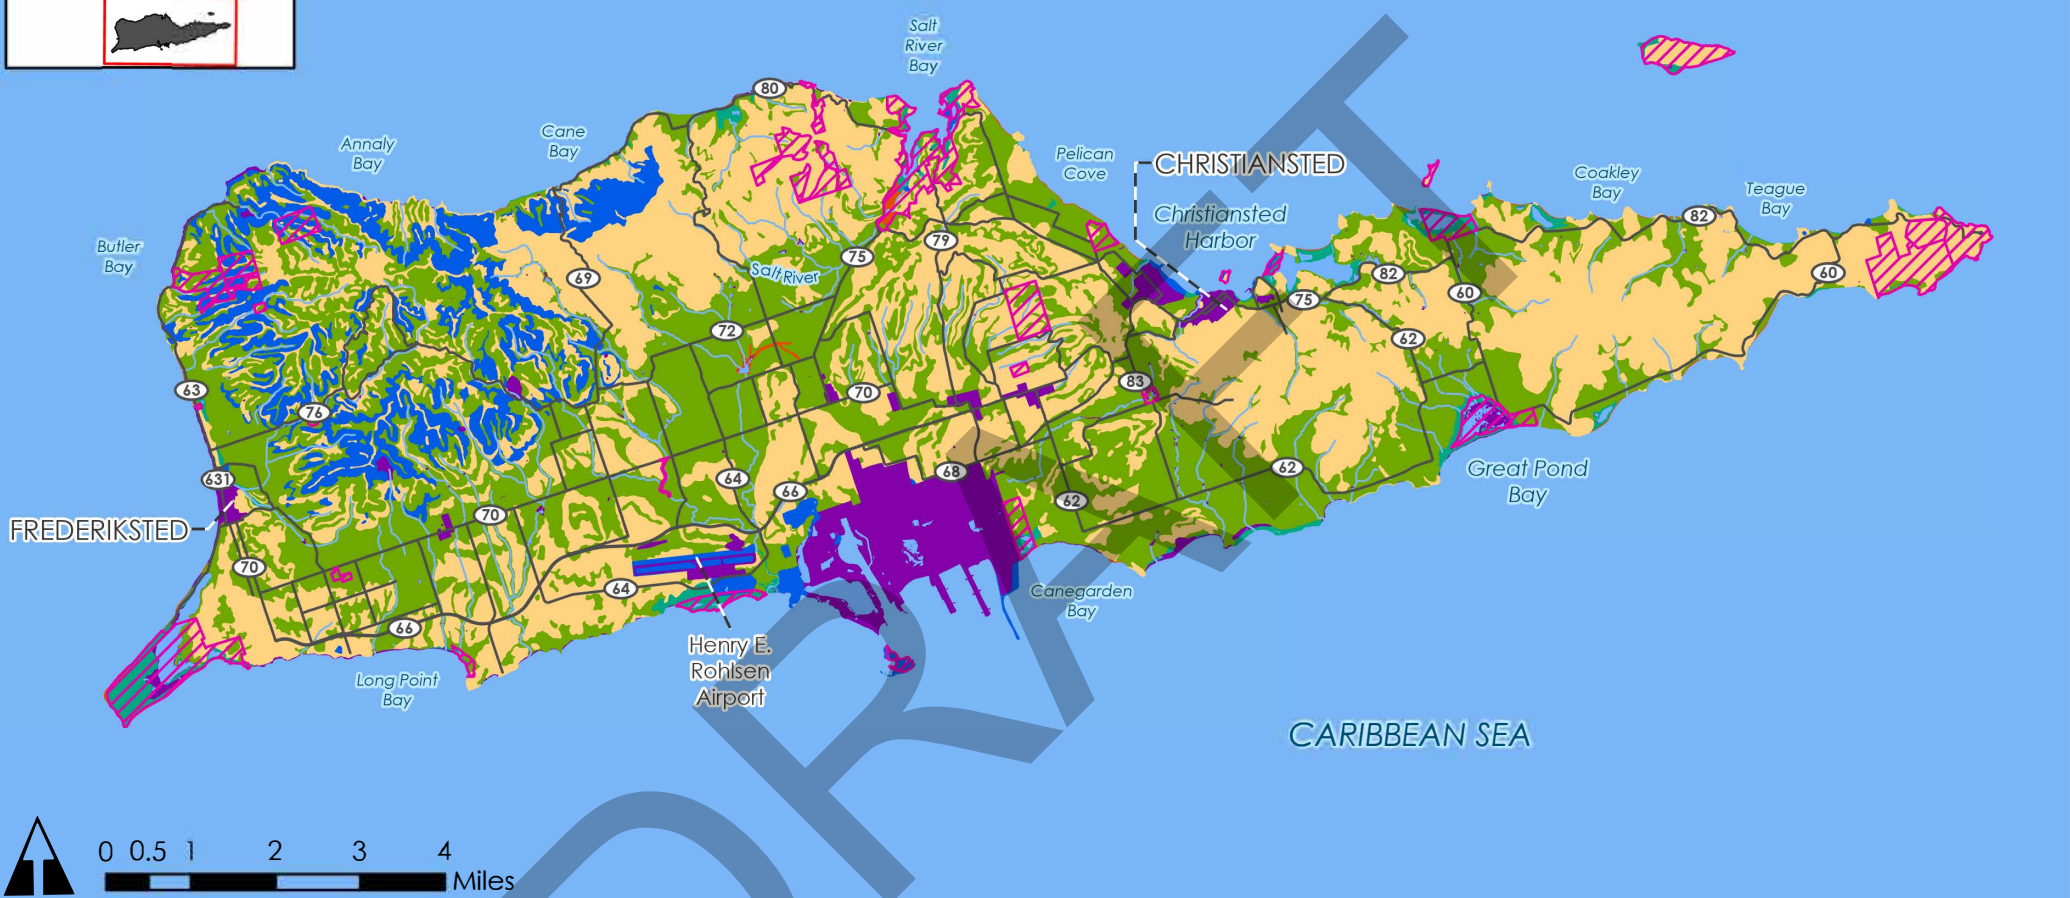 Salt
River
Bay
80
Annaly
Bay
Cane
Bay
Pelican
Cove
CHRISTIANSTED
Christiansted
Harbor
Coakley
Bay
Teague
Bay
82
Butler
Bay
79
75
Salt River
69
82
60
60
75
72
62
63
70
83
76
631
64
66
68
62
62
Great Pond
Bay
FREDERIKSTED
70
70
64
66
Canegarden
Bay
Henry E.
Rohlsen
Airport
Long Point
Bay
CARIBBEAN SEA
DRAFT
0 0.5 1 2 3 4
Miles